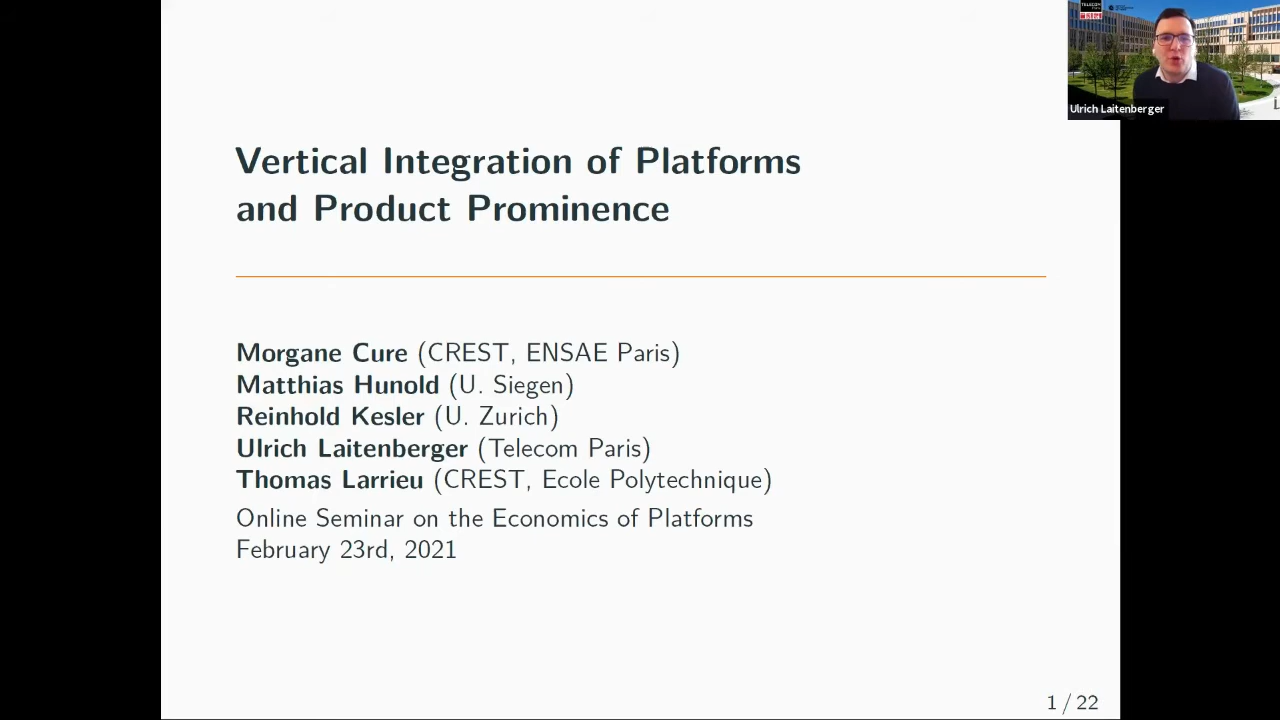 Vertical Integration of Platforms
and Product Prominence
Morgane Cure (CREST, ENSAE Paris)
Matthias Hunold (U. Siegen)
Reinhold Kesler (U. Zurich)
Ulrich Laitenberger (Telecom Paris)
Thomas Larrieu (CREST, Ecole Polytechnique)
Online Seminar on the Economics of Platforms
February 23rd, 2021
1 / 22
TELECOM
Ulrich Laitenberger